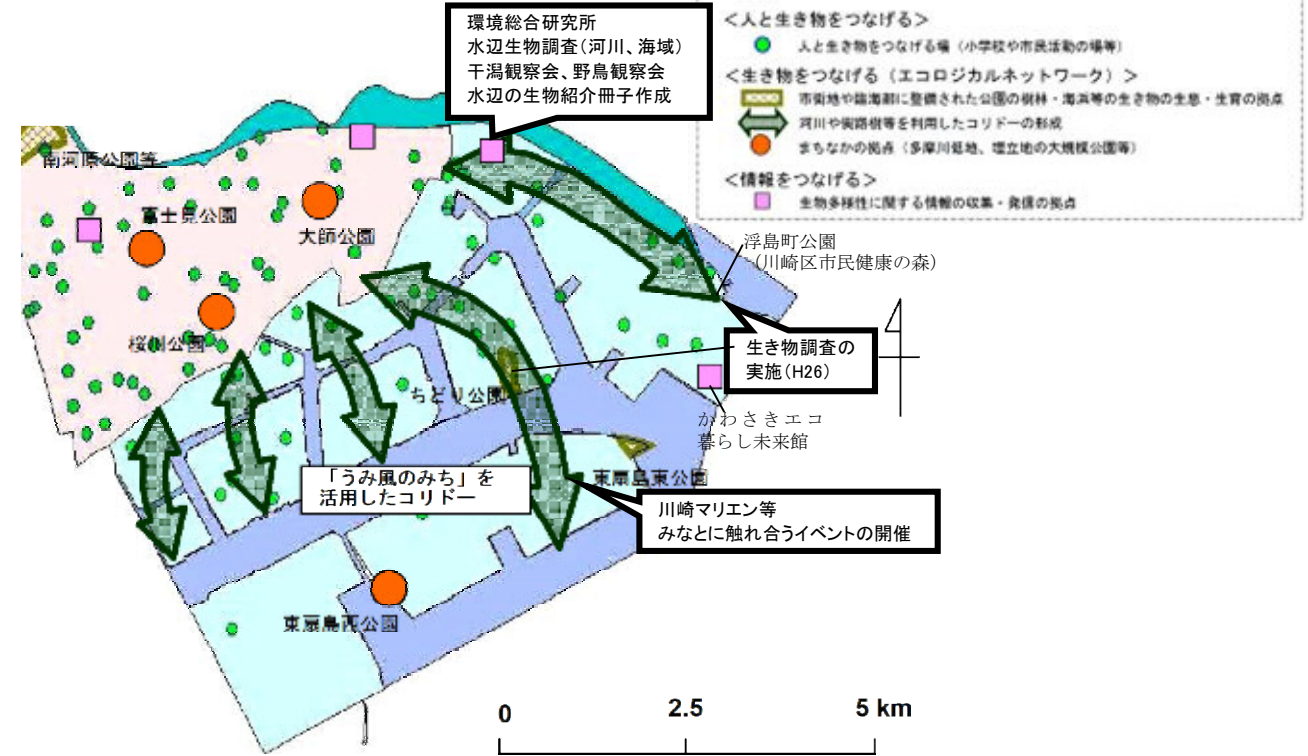 環境総合研究所
水辺生物調査(河川、海域)
干潟観察会、野鳥観察会
水辺の生物紹介冊子作成
<人と生き物をつなげる>
人と生き物をつなげる場（小学校や市民活動の場等）
<生き物をつなげる（エコロジカルネットワーク）>
市街地や臨海部に整備された公園の樹林・海浜等の生き物の生息・生育の拠点
河川や街路樹等を利用したコリドーの形成
まちなかの拠点（多摩川低地、埋立地の大規模公園等）
<情報をつなげる>
生物多様性に関する情報の収集・発信の拠点
南河原公園等
富士見公園
大師公園
浮島町公園
(川崎区市民健康の森)
桜川公園
生き物調査の
実施(H26)
ちどり公園
かわさきエコ
暮らし未来館
「うみ風のみち」を
活用したコリドー
東扇島東公園
川崎マリエン等
みなとに触れ合うイベントの開催
東扇島西公園
0 2.5 5 km